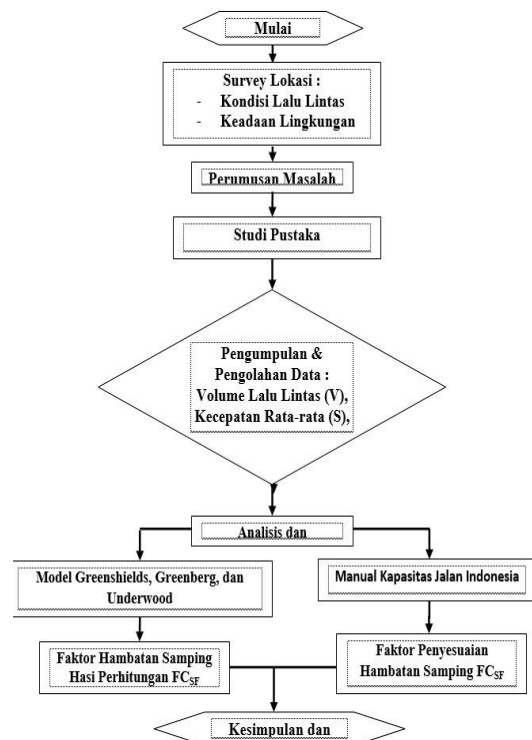 Mulai
Survey Lokasi :
- Kondisi Lalu Lintas
- Keadaan Lingkungan
Perumusan Masalah
Studi Pustaka
Pengumpulan &
Pengolahan Data :
Volume Lalu Lintas (V),
Kecepatan Rata-rata (S),
Analisis dan
Model Greenshields, Greenberg, dan
Underwood
Manual Kapasitas Jalan Indonesia
Faktor Hambatan Samping
Hasi Perhitungan FCSF
Faktor Penyesuaian
Hambatan Samping FCSF
Kesimpulan dan